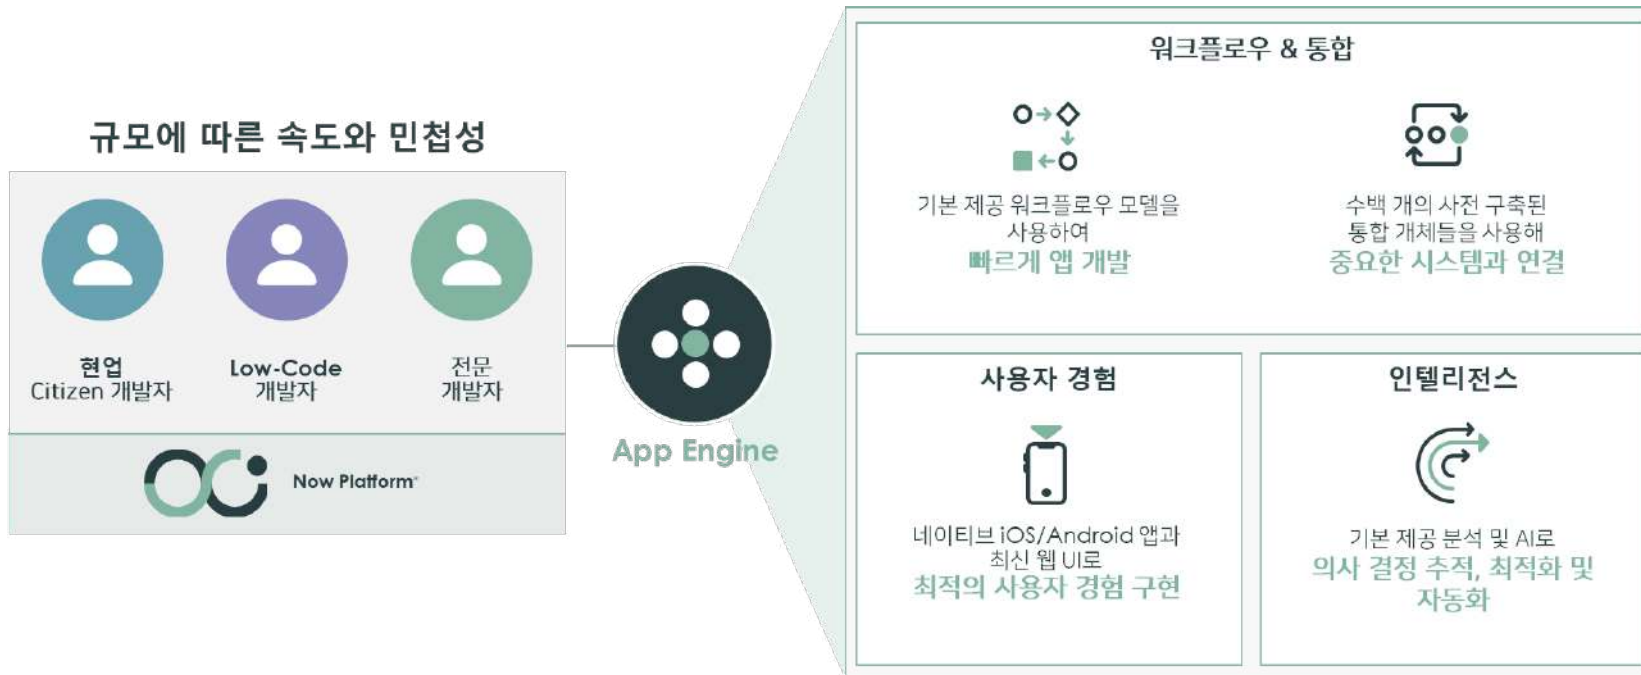 규모에 따른 속도와 민첩성
현업
Citizen 개발자
Low-Code
개발자
전문
개발자
Now Platform®
App Engine
워크플로우 & 통합
기본 제공 워크플로우 모델을
사용하여
빠르게 앱 개발
수백 개의 사전 구축된
통합 개체들을 사용해
중요한 시스템과 연결
사용자 경험
네이티브 iOS/Android 앱과
최신 웹 UI로
최적의 사용자 경험 구현
인텔리전스
기본 제공 분석 및 AI로
의사 결정 추적, 최적화 및
자동화